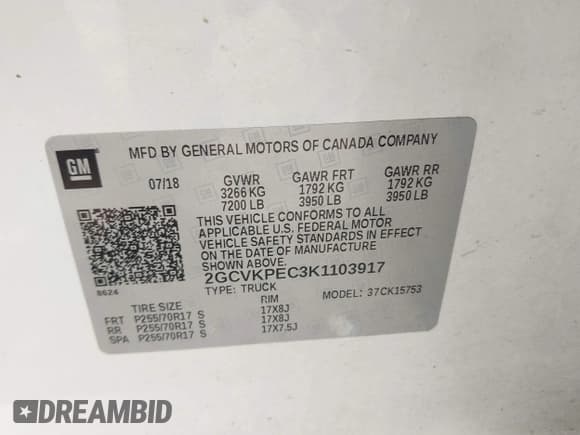 GM
MFD BY GENERAL MOTORS OF CANADA COMPANY
07/18 GVWR GAWR FRT GAWR RR
3266 KG 1792 KG 1792 KG
7200 LB 3950 LB 3950 LB
THIS VEHICLE CONFORMS TO ALL
APPLICABLE U.S. FEDERAL MOTOR
VEHICLE SAFETY STANDARDS IN EFFECT
ON THE DATE OF MANUFACTURE
SHOWN ABOVE.
2GCVKPEC3K1103917
TYPE: TRUCK MODEL: 37CK15753
8624
TIRE SIZE RIM
FRT P255/70R17 S 17X8J
RR P255/70R17 S 17X8J
SPA P255/70R17 S 17X7.5J
DREAMBID